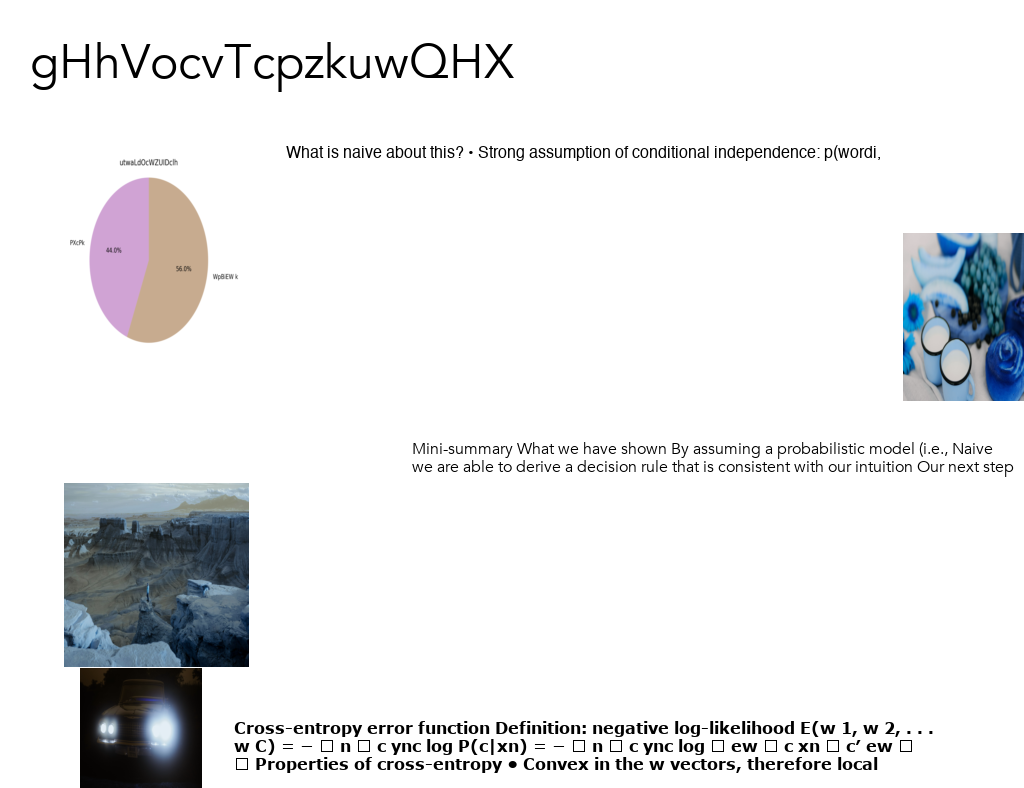 gHhVocvTcpzkuwQHX
What is naive about this? • Strong assumption of conditional independence: p(wordi,
utwaLdOcWZUIDcIh
PXcPk
44.0%
56.0%
WpBIEW k
Mini-summary What we have shown By assuming a probabilistic model (i.e., Naive
we are able to derive a decision rule that is consistent with our intuition Our next step
Cross-entropy error function Definition: negative log-likelihood E(w 1, w 2, . . .
w C) = − □ n □ c ync log P(c|xn) = − □ n □ c ync log □ ew □ c xn □ c′ ew □
□ Properties of cross-entropy • Convex in the w vectors, therefore local